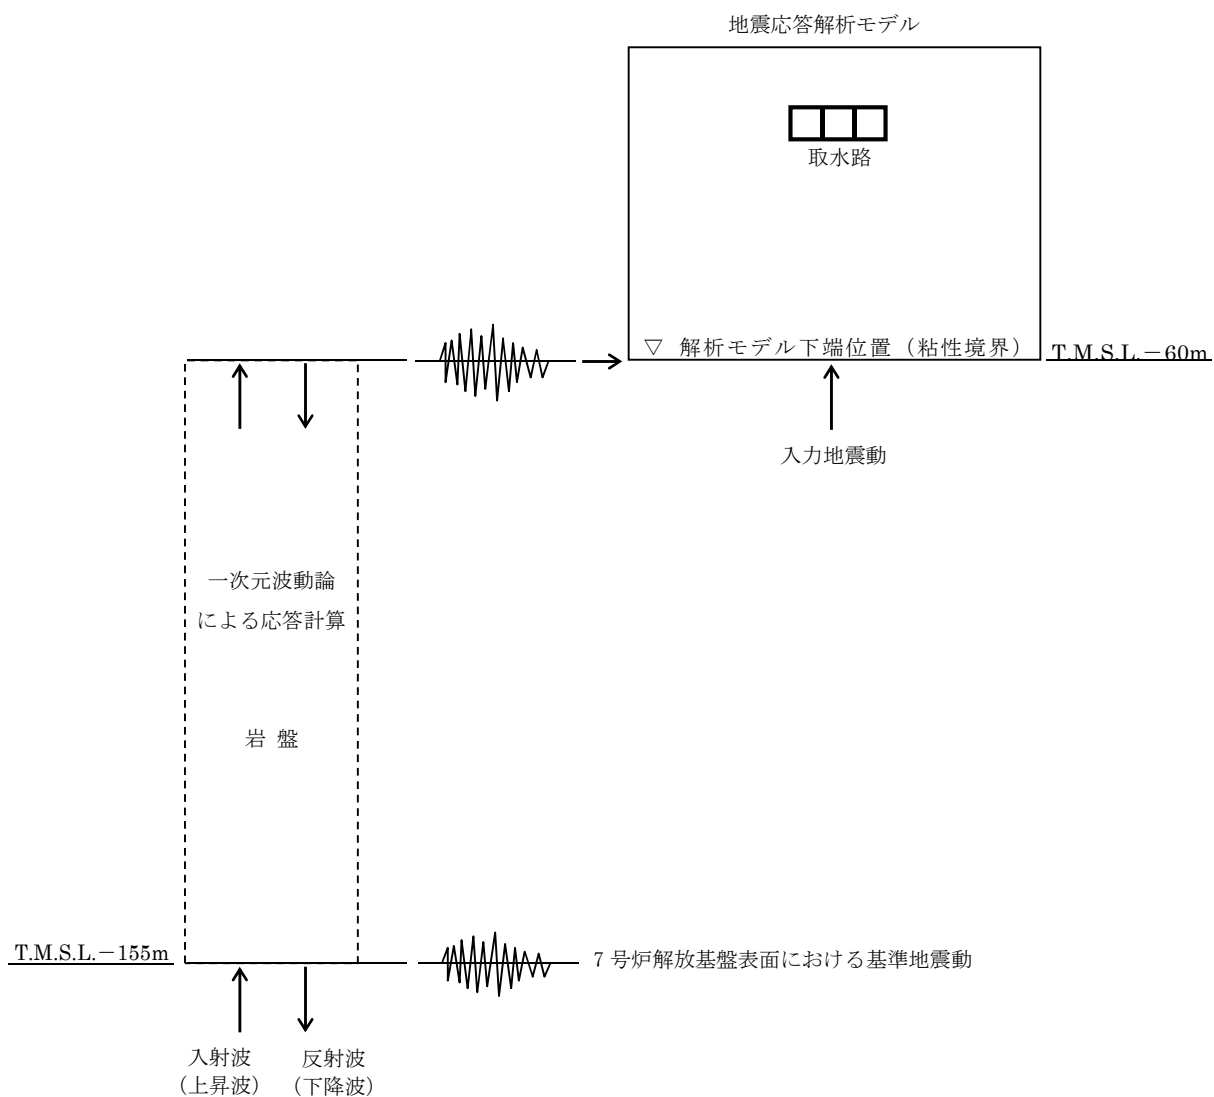 地震応答解析モデル
取水路
▽ 解析モデル下端位置（粘性境界）
T.M.S.L.－60m
入力地震動
一次元波動論
による応答計算
岩 盤
T.M.S.L.－155m
7 号炉解放基盤表面における基準地震動
入射波
（上昇波）
反射波
（下降波）